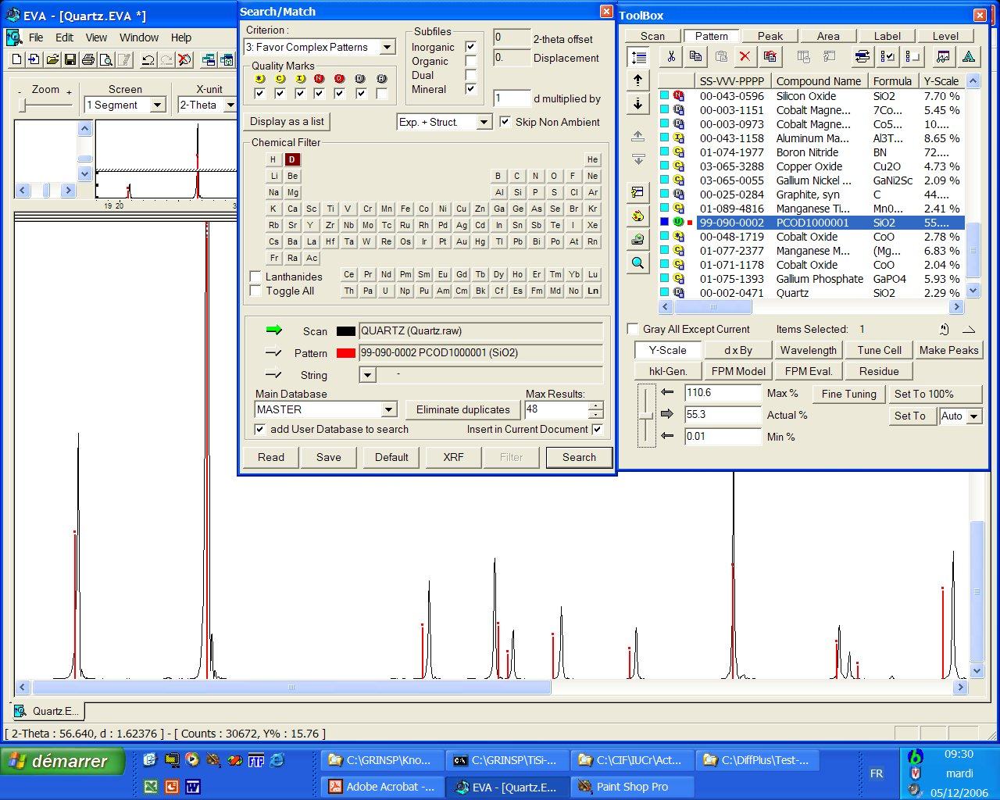 EVA - [Quartz.EVA *]
File Edit View Window Help
Zoom Screen X-unit
- + 1 Segment 2-Theta
19 20 3
Search/Match
Criterion :
3: Favor Complex Patterns
Quality Marks
Subfiles
Inorganic
Organic
Dual
Mineral
0 2-theta offset
0. Displacement
1 d multiplied by
Display as a list Exp. + Struct. Skip Non Ambient
Chemical Filter
H D He
Li Be B C N O F Ne
Na Mg Al Si P S Cl Ar
K Ca Sc Ti V Cr Mn Fe Co Ni Cu Zn Ga Ge As Se Br Kr
Rb Sr Y Zr Nb Mo Tc Ru Rh Pd Ag Cd In Sn Sb Te I Xe
Cs Ba La Hf Ta W Re Os Ir Pt Au Hg Tl Pb Bi Po At Rn
Fr Ra Ac
Lanthanides Ce Pr Nd Pm Sm Eu Gd Tb Dy Ho Er Tm Yb Lu
Toggle All Th Pa U Np Pu Am Cm Bk Cf Es Fm Md No Ln
Scan QUARTZ (Quartz.raw)
Pattern 99-090-0002 PCOD1000001 (SiO2)
String -
Main Database Max Results:
MASTER Eliminate duplicates 48
add User Database to search Insert in Current Document
Read Save Default XRF Filter Search
ToolBox
Scan Pattern Peak Area Label Level
SS-VVV-PPPP Compound Name Formula Y-Scale
00-043-0596 Silicon Oxide SiO2 7.70 %
00-003-1151 Cobalt Magne... 7Co... 5.45 %
00-003-0973 Cobalt Magne... Co5... 10....
00-043-1158 Aluminum Ma... Al3T... 8.65 %
01-074-1977 Boron Nitride BN 72....
03-065-3288 Copper Oxide Cu2O 4.73 %
03-065-0055 Gallium Nickel ... GaNi2Sc 2.09 %
00-025-0284 Graphite, syn C 44....
01-089-4816 Manganese Ti... Mn0... 2.41 %
99-090-0002 PCOD1000001 SiO2 55....
00-048-1719 Cobalt Oxide CoO 2.78 %
01-077-2377 Manganese M... (Mg... 6.83 %
01-071-1178 Cobalt Oxide CoO 2.04 %
01-075-1393 Gallium Phosphate GaPO4 5.93 %
00-002-0471 Quartz SiO2 2.29 %
Gray All Except Current Items Selected: 1
Y-Scale d x By Wavelength Tune Cell Make Peaks
hkl-Gen. FPM Model FPM Eval. Residue
110.6 Max % Fine Tuning Set To 100%
55.3 Actual % Set To Auto
0.01 Min %
Quartz.E...
[ 2-Theta : 56.640, d : 1.62376 ] - [ Counts : 30672, Y% : 15.76 ]
démarrer
FTP
C:\GRINSP\Kno... C:\GRINSP\TiSi-... C:\CIF\IUCr\Act... C:\DiffPlus\Test-...
Adobe Acrobat - ... EVA - [Quartz.E... Paint Shop Pro
FR
09:30
mardi
05/12/2006